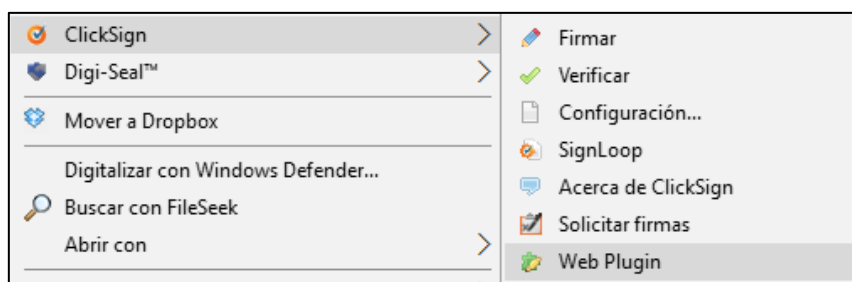 ClickSign
Digi-Seal™
Mover a Dropbox
Digitalizar con Windows Defender...
Buscar con FileSeek
Abrir con
Firmar
Verificar
Configuración...
SignLoop
Acerca de ClickSign
Solicitar firmas
Web Plugin